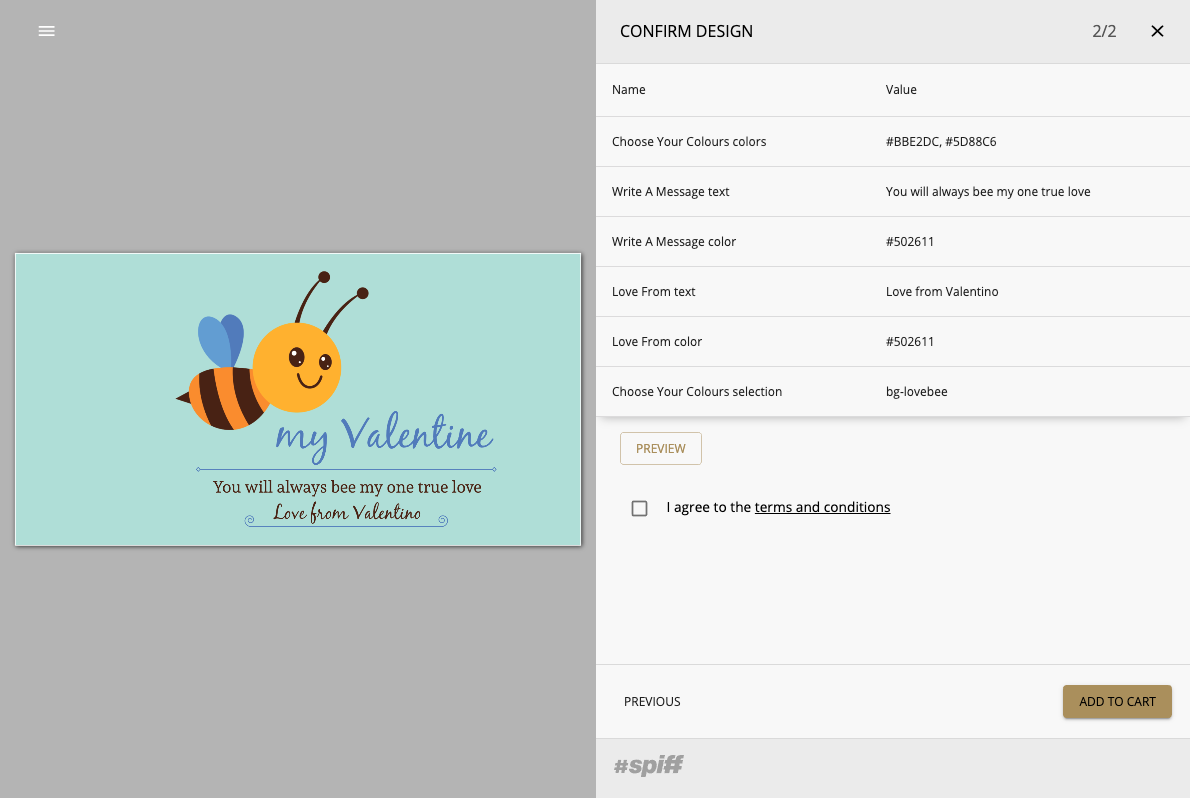 CONFIRM DESIGN 2/2
Name Value
Choose Your Colours colors #BBE2DC, #5D88C6
Write A Message text You will always bee my one true love
Write A Message color #502611
Love From text Love from Valentino
Love From color #502611
Choose Your Colours selection bg-lovebee
my Valentine
You will always bee my one true love
Love from Valentino
PREVIEW
I agree to the terms and conditions
PREVIOUS ADD TO CART
#spiff